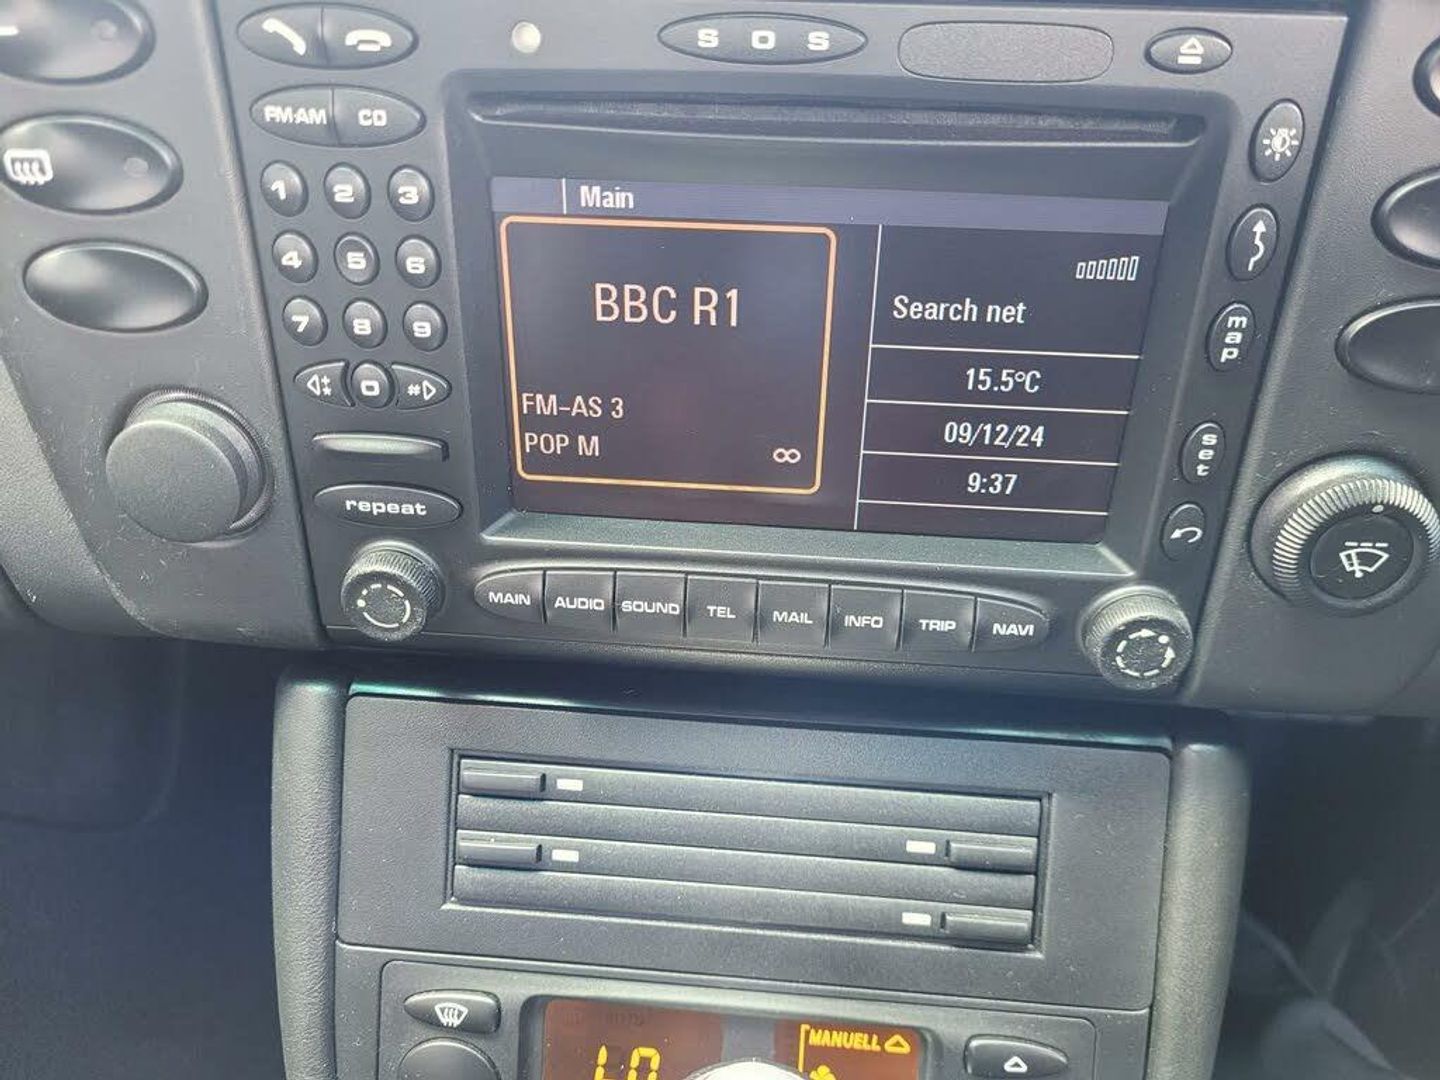 SOS
FM·AM CD
Main
1 2 3
4 5 6
7 8 9
* 0 #
BBC R1
FM-AS 3
POP M
∞
Search net
15.5°C
09/12/24
9:37
map
set
repeat
MAIN AUDIO SOUND TEL MAIL INFO TRIP NAVI
LO
MANUELL